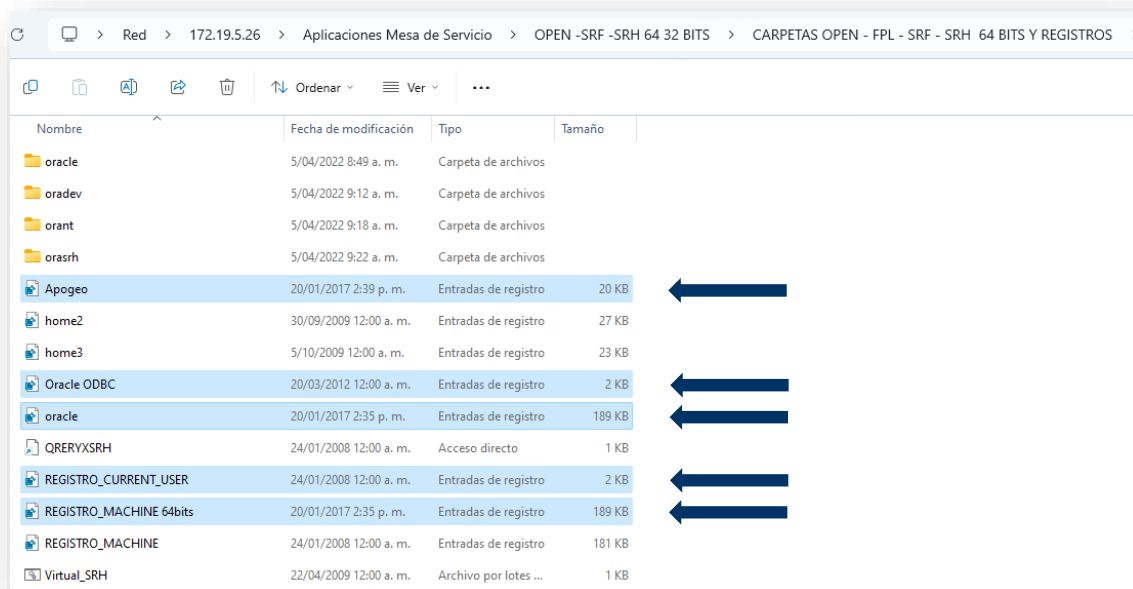 Red > 172.19.5.26 > Aplicaciones Mesa de Servicio > OPEN -SRF -SRH 64 32 BITS > CARPETAS OPEN - FPL - SRF - SRH 64 BITS Y REGISTROS
Ordenar Ver ...
Nombre Fecha de modificación Tipo Tamaño
oracle 5/04/2022 8:49 a. m. Carpeta de archivos
oradev 5/04/2022 9:12 a. m. Carpeta de archivos
orant 5/04/2022 9:18 a. m. Carpeta de archivos
orasrh 5/04/2022 9:22 a. m. Carpeta de archivos
Apogeo 20/01/2017 2:39 p. m. Entradas de registro 20 KB
home2 30/09/2009 12:00 a. m. Entradas de registro 27 KB
home3 5/10/2009 12:00 a. m. Entradas de registro 23 KB
Oracle ODBC 20/03/2012 12:00 a. m. Entradas de registro 2 KB
oracle 20/01/2017 2:35 p. m. Entradas de registro 189 KB
QRERYXSRH 24/01/2008 12:00 a. m. Acceso directo 1 KB
REGISTRO_CURRENT_USER 24/01/2008 12:00 a. m. Entradas de registro 2 KB
REGISTRO_MACHINE 64bits 20/01/2017 2:35 p. m. Entradas de registro 189 KB
REGISTRO_MACHINE 24/01/2008 12:00 a. m. Entradas de registro 181 KB
Virtual_SRH 22/04/2009 12:00 a. m. Archivo por lotes ... 1 KB